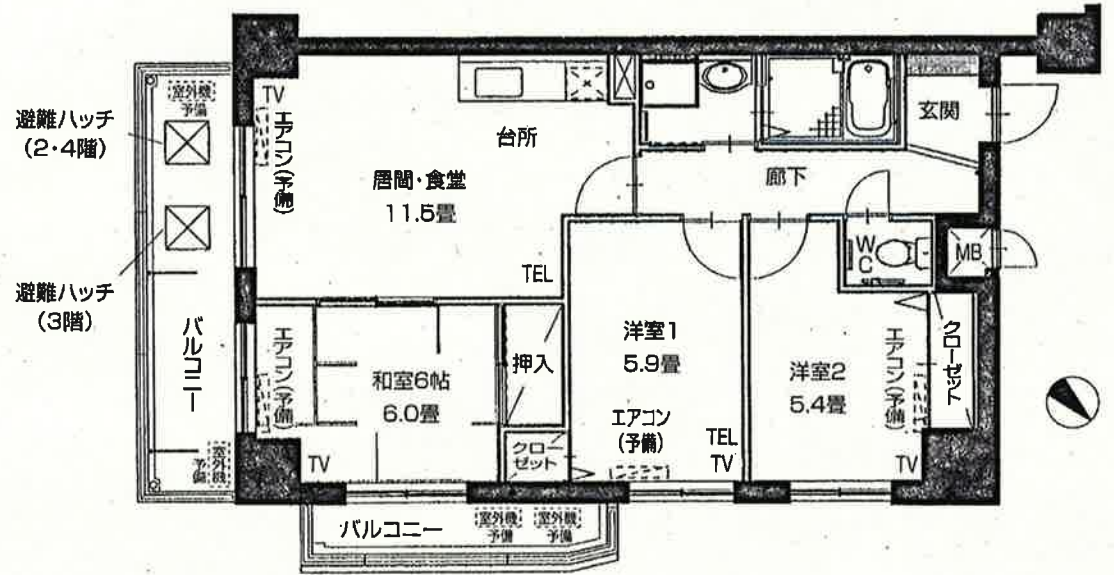 避難ハッチ
(2・4階)
避難ハッチ
(3階)
室外機
予備
バルコニー
室外機
予備
TV
エアコン(予備)
台所
居間・食堂
11.5畳
TEL
玄関
廊下
WC
MB
エアコン(予備)
和室6帖
6.0畳
TV
押入
クロー
ゼット
洋室1
5.9畳
エアコン
(予備)
TEL
TV
洋室2
5.4畳
エアコン(予備)
TV
クローゼット
バルコニー
室外機
予備
室外機
予備